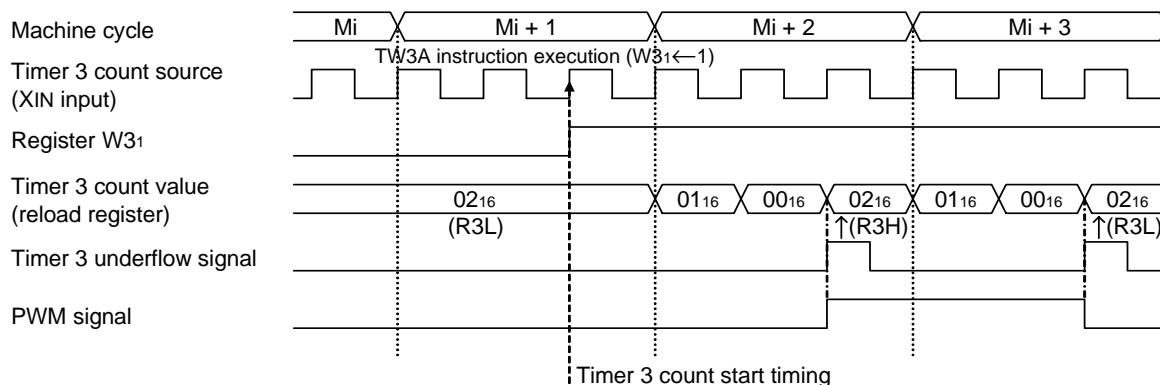 Machine cycle Mi Mi + 1 Mi + 2 Mi + 3
TW3A instruction execution (W31←1)
Timer 3 count source
(XIN input)
Register W31
Timer 3 count value
(reload register)
0216 0116 0016 0216 0116 0016 0216
(R3L) ↑(R3H) ↑(R3L)
Timer 3 underflow signal
PWM signal
Timer 3 count start timing